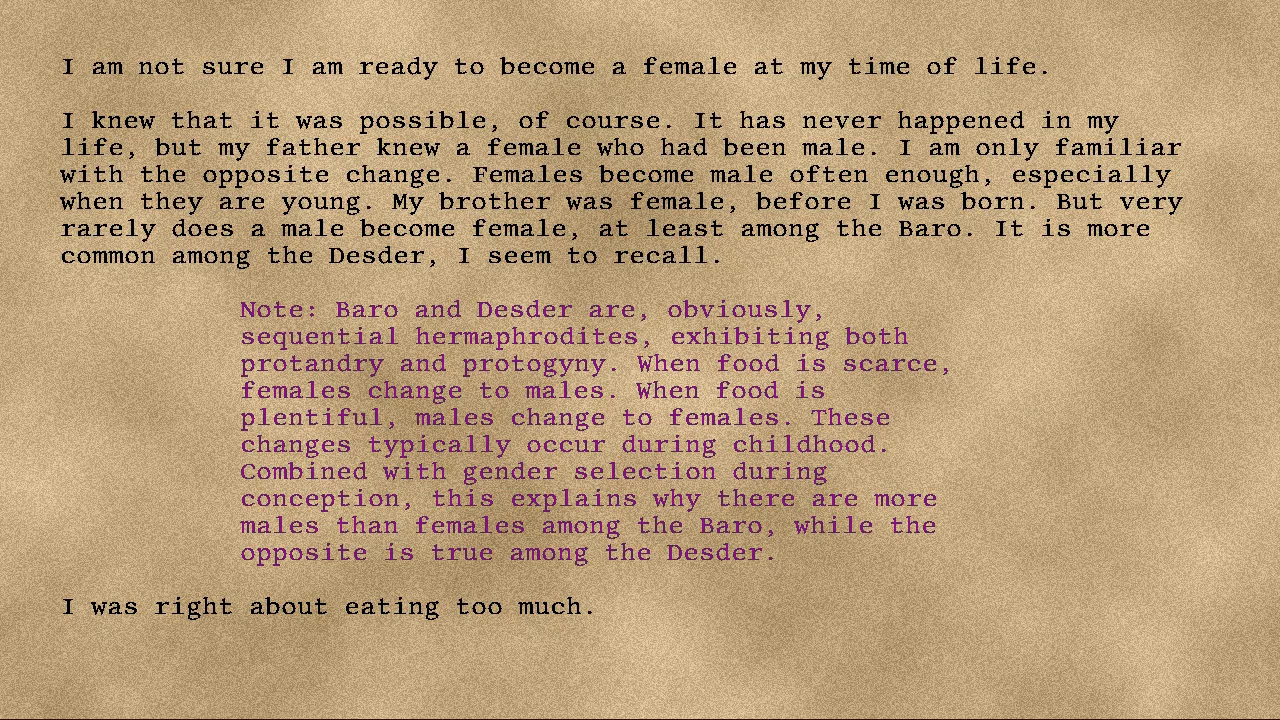 I am not sure I am ready to become a female at my time of life.
I knew that it was possible, of course. It has never happened in my
life, but my father knew a female who had been male. I am only familiar
with the opposite change. Females become male often enough, especially
when they are young. My brother was female, before I was born. But very
rarely does a male become female, at least among the Baro. It is more
common among the Desder, I seem to recall.
Note: Baro and Desder are, obviously,
sequential hermaphrodites, exhibiting both
protandry and protogyny. When food is scarce,
females change to males. When food is
plentiful, males change to females. These
changes typically occur during childhood.
Combined with gender selection during
conception, this explains why there are more
males than females among the Baro, while the
opposite is true among the Desder.
I was right about eating too much.